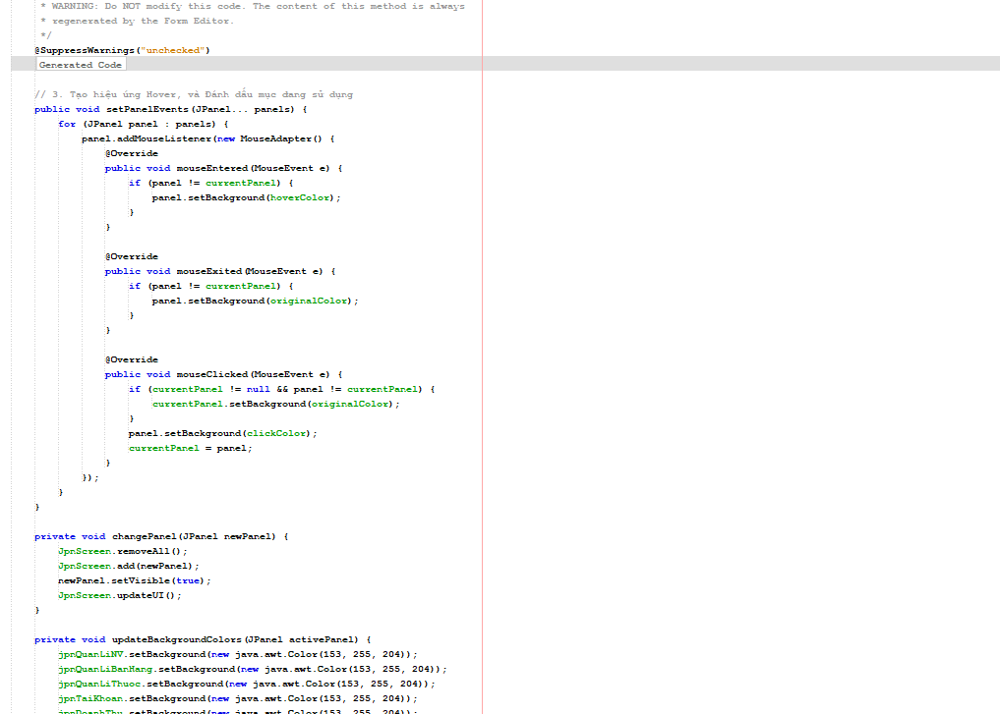 * WARNING: Do NOT modify this code. The content of this method is always
* regenerated by the Form Editor.
*/
@SuppressWarnings("unchecked")
Generated Code
// 3. Tạo hiệu ứng Hover, và Đánh dấu mục đang sử dụng
public void setPanelEvents(JPanel... panels) {
for (JPanel panel : panels) {
panel.addMouseListener(new MouseAdapter() {
@Override
public void mouseEntered(MouseEvent e) {
if (panel != currentPanel) {
panel.setBackground(hoverColor);
}
}
@Override
public void mouseExited(MouseEvent e) {
if (panel != currentPanel) {
panel.setBackground(originalColor);
}
}
@Override
public void mouseClicked(MouseEvent e) {
if (currentPanel != null && panel != currentPanel) {
currentPanel.setBackground(originalColor);
}
panel.setBackground(clickColor);
currentPanel = panel;
}
});
}
}
private void changePanel(JPanel newPanel) {
JpnScreen.removeAll();
JpnScreen.add(newPanel);
newPanel.setVisible(true);
JpnScreen.updateUI();
}
private void updateBackgroundColors(JPanel activePanel) {
jpnQuanLiNV.setBackground(new java.awt.Color(153, 255, 204));
jpnQuanLiBanHang.setBackground(new java.awt.Color(153, 255, 204));
jpnQuanLiThuoc.setBackground(new java.awt.Color(153, 255, 204));
jpnTaiKhoan.setBackground(new java.awt.Color(153, 255, 204));
jpnDoanhThu.setBackground(new java.awt.Color(153, 255, 204));